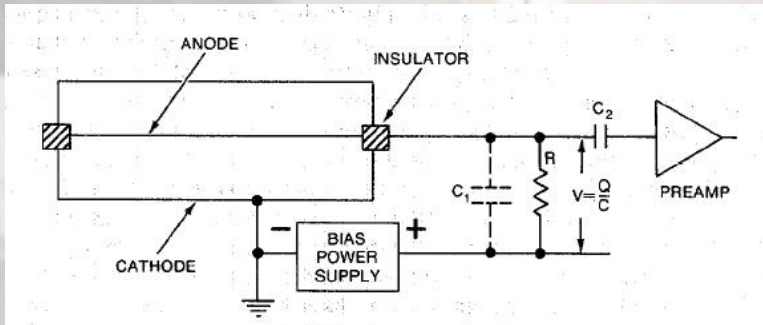 ANODE
INSULATOR
C2
R
C1
V=Q/C
PREAMP
− BIAS +
POWER
SUPPLY
CATHODE